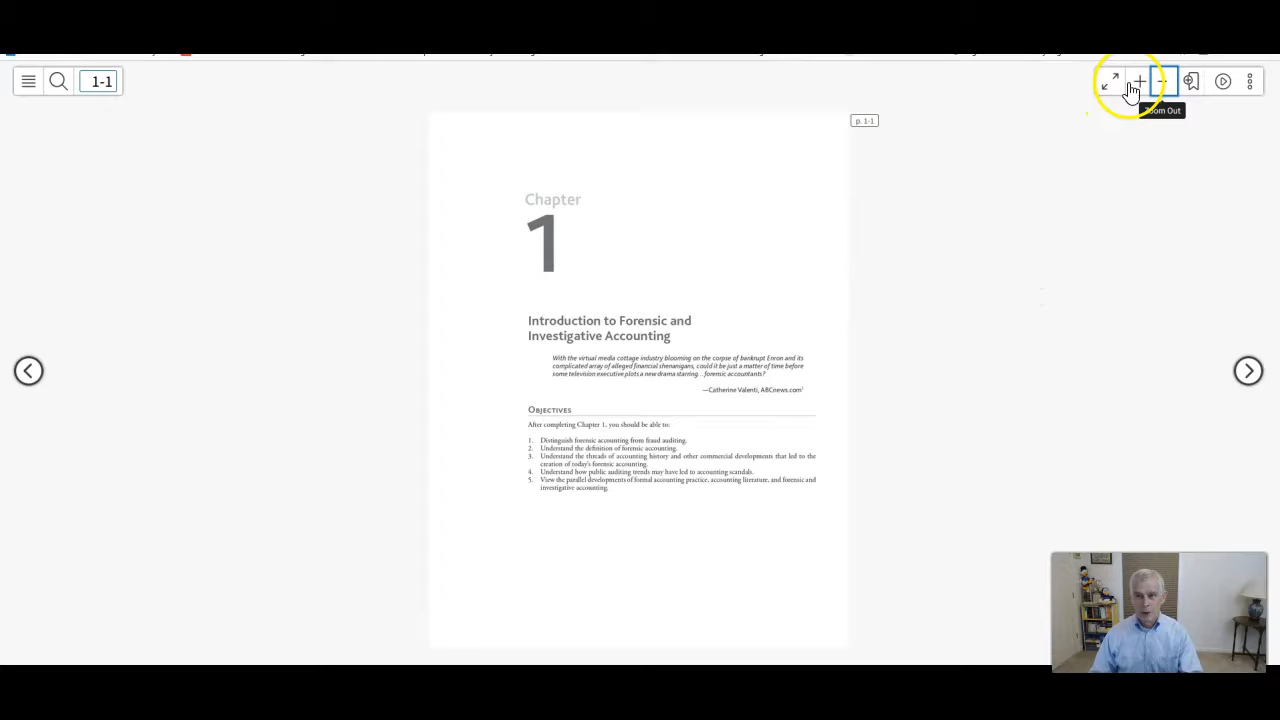 1-1
Zoom Out
p. 1-1
Chapter
1
Introduction to Forensic and
Investigative Accounting
With the virtual media cottage industry blooming on the corpse of bankrupt Enron and its
complicated array of alleged financial shenanigans, could it be just a matter of time before
some television executive plots a new drama starring. . . forensic accountants?
—Catherine Valenti, ABCnews.com¹
OBJECTIVES
After completing Chapter 1, you should be able to:
1. Distinguish forensic accounting from fraud auditing.
2. Understand the definition of forensic accounting.
3. Understand the threads of accounting history and other commercial developments that led to the
creation of today's forensic accounting.
4. Understand how public auditing trends may have led to accounting scandals.
5. View the parallel developments of formal accounting practice, accounting literature, and forensic and
investigative accounting.